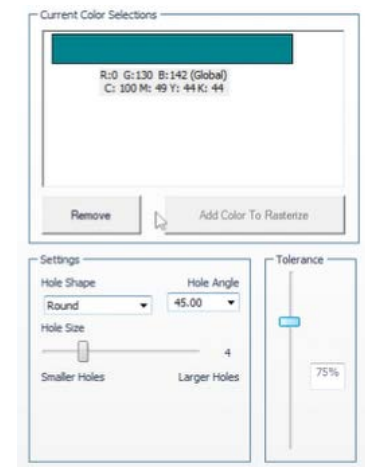 Current Color Selections
R:0 G:130 B:142 (Global)
C: 100 M: 49 Y: 44 K: 44
Remove Add Color To Rasterize
Settings Tolerance
Hole Shape Hole Angle
Round 45.00
Hole Size
4
75%
Smaller Holes Larger Holes